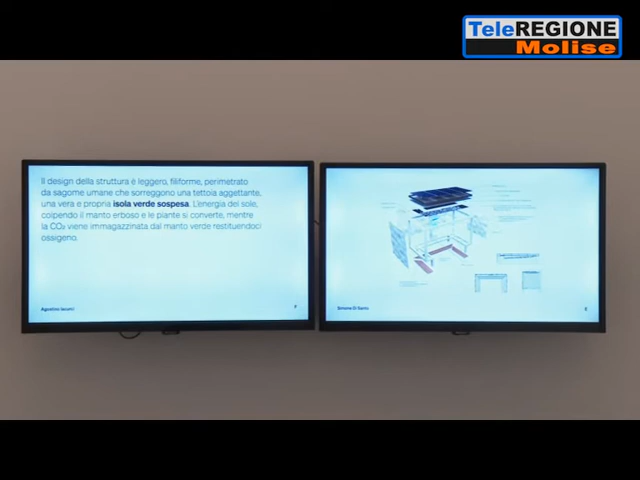 TeleREGIONE
Molise
Il design della struttura è leggero, filiforme, perimetrato
da sagome umane che sorreggono una tettoia aggettante,
una vera e propria isola verde sospesa. L'energia del sole,
colpendo il manto erboso e le piante si converte, mentre
la CO₂ viene immagazzinata dal manto verde restituendoci
ossigeno.
Agostino Iacurci
Simone Di Santo